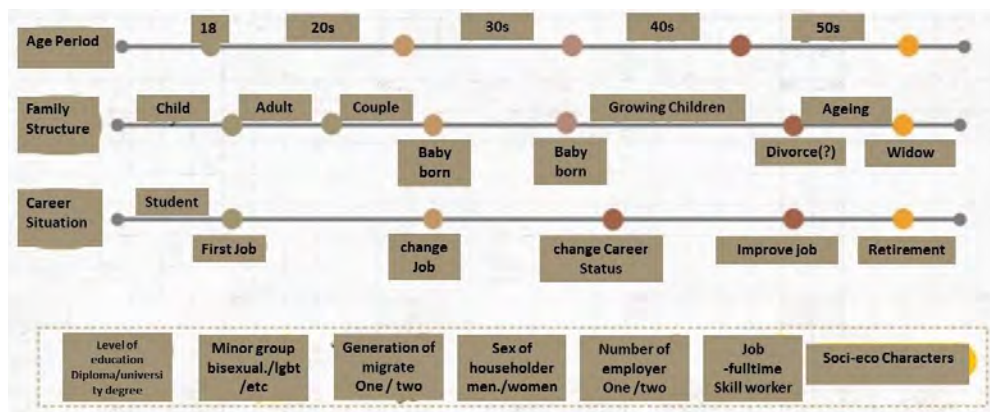 18
20s
30s
40s
50s
Age Period
Child
Adult
Couple
Growing Children
Ageing
Family
Structure
Baby
born
Baby
born
Divorce(?)
Widow
Career
Situation
Student
First Job
change
Job
change Career
Status
Improve job
Retirement
Level of
education
Diploma/universi
ty degree
Minor group
bisexual./lgbt
/etc
Generation of
migrate
One / two
Sex of
householder
men./women
Number of
employer
One /two
Job
-fulltime
Skill worker
Soci-eco Characters